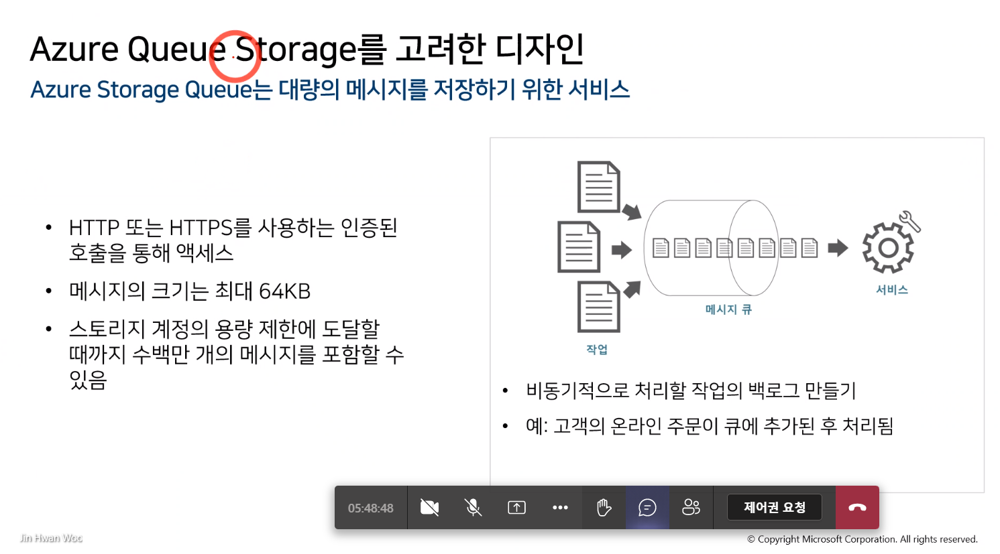 Azure Queue Storage를 고려한 디자인
Azure Storage Queue는 대량의 메시지를 저장하기 위한 서비스
• HTTP 또는 HTTPS를 사용하는 인증된
호출을 통해 액세스
• 메시지의 크기는 최대 64KB
• 스토리지 계정의 용량 제한에 도달할
때까지 수백만 개의 메시지를 포함할 수
있음
작업
메시지 큐
서비스
• 비동기적으로 처리할 작업의 백로그 만들기
• 예: 고객의 온라인 주문이 큐에 추가된 후 처리됨
05:48:48
제어권 요청
Jin Hwan Woo
© Copyright Microsoft Corporation. All rights reserved.